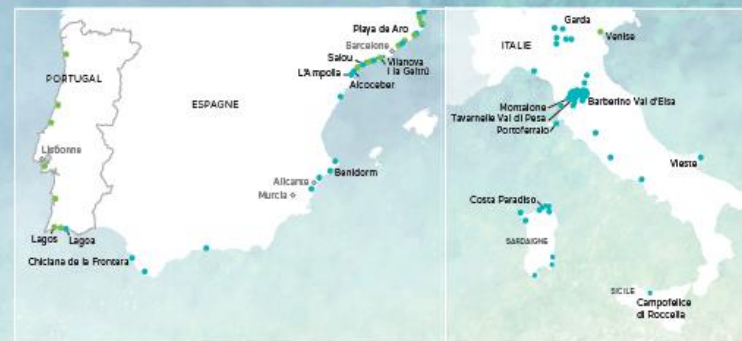 Playa de Aro
Barcelone
Salou
Vilanova
i la Geltrú
L'Ampolla
Alcoceber
PORTUGAL
ESPAGNE
Lisbonne
Benidorm
Alicante
Murcia
Lagos
Lagoa
Chiclana de la Frontera
Garda
ITALIE
Venise
Montaione
Barberino Val d'Elsa
Tavarnelle Val di Pesa
Portoferraio
Vieste
Costa Paradiso
SARDAIGNE
SICILE
Campofelice
di Roccella